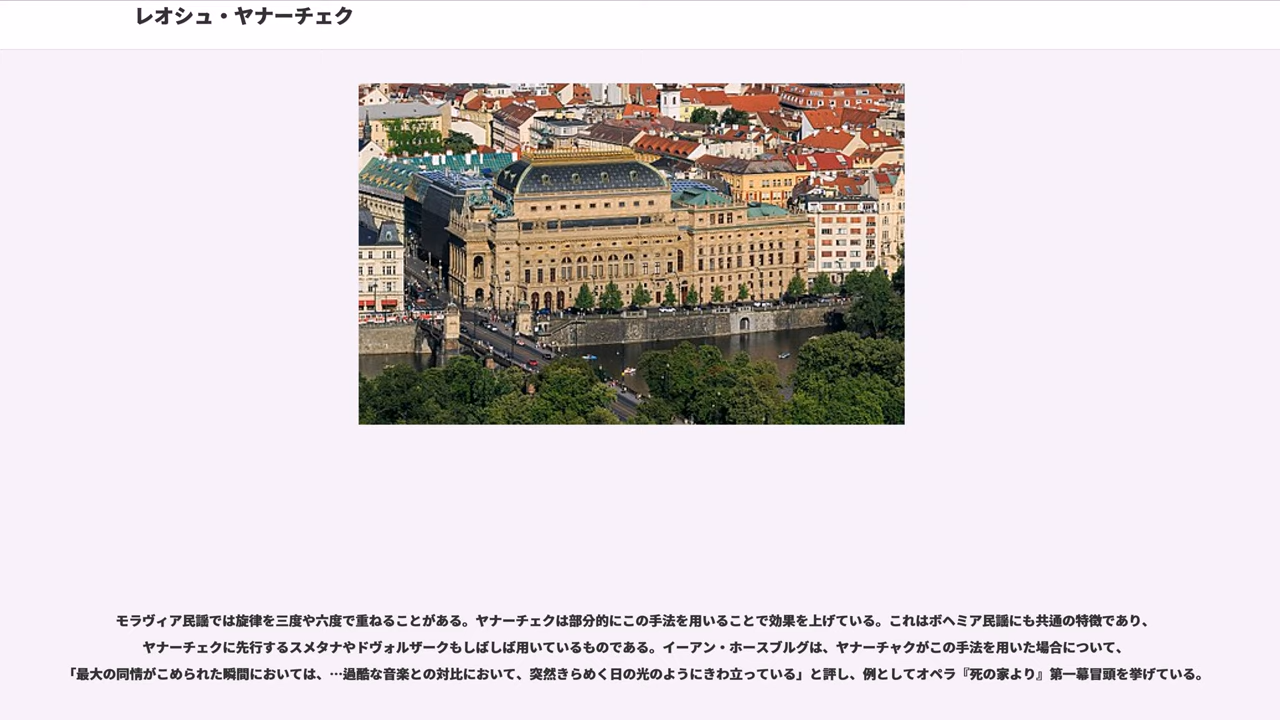 レオシュ・ヤナーチェク
モラヴィア民謡では旋律を三度や六度で重ねることがある。ヤナーチェクは部分的にこの手法を用いることで効果を上げている。これはボヘミア民謡にも共通の特徴であり、
ヤナーチェクに先行するスメタナやドヴォルザークもしばしば用いているものである。イーアン・ホースブルグは、ヤナーチャクがこの手法を用いた場合について、
「最大の同情がこめられた瞬間においては、…過酷な音楽との対比において、突然きらめく日の光のようにきわ立っている」と評し、例としてオペラ『死の家より』第一幕冒頭を挙げている。